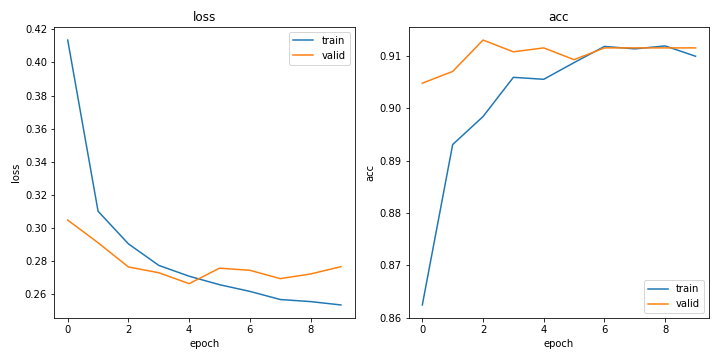 loss
train
valid
0.42
0.40
0.38
0.36
0.34
0.32
0.30
0.28
0.26
loss
0 2 4 6 8
epoch
acc
0.91
0.90
0.89
0.88
0.87
0.86
acc
train
valid
0 2 4 6 8
epoch